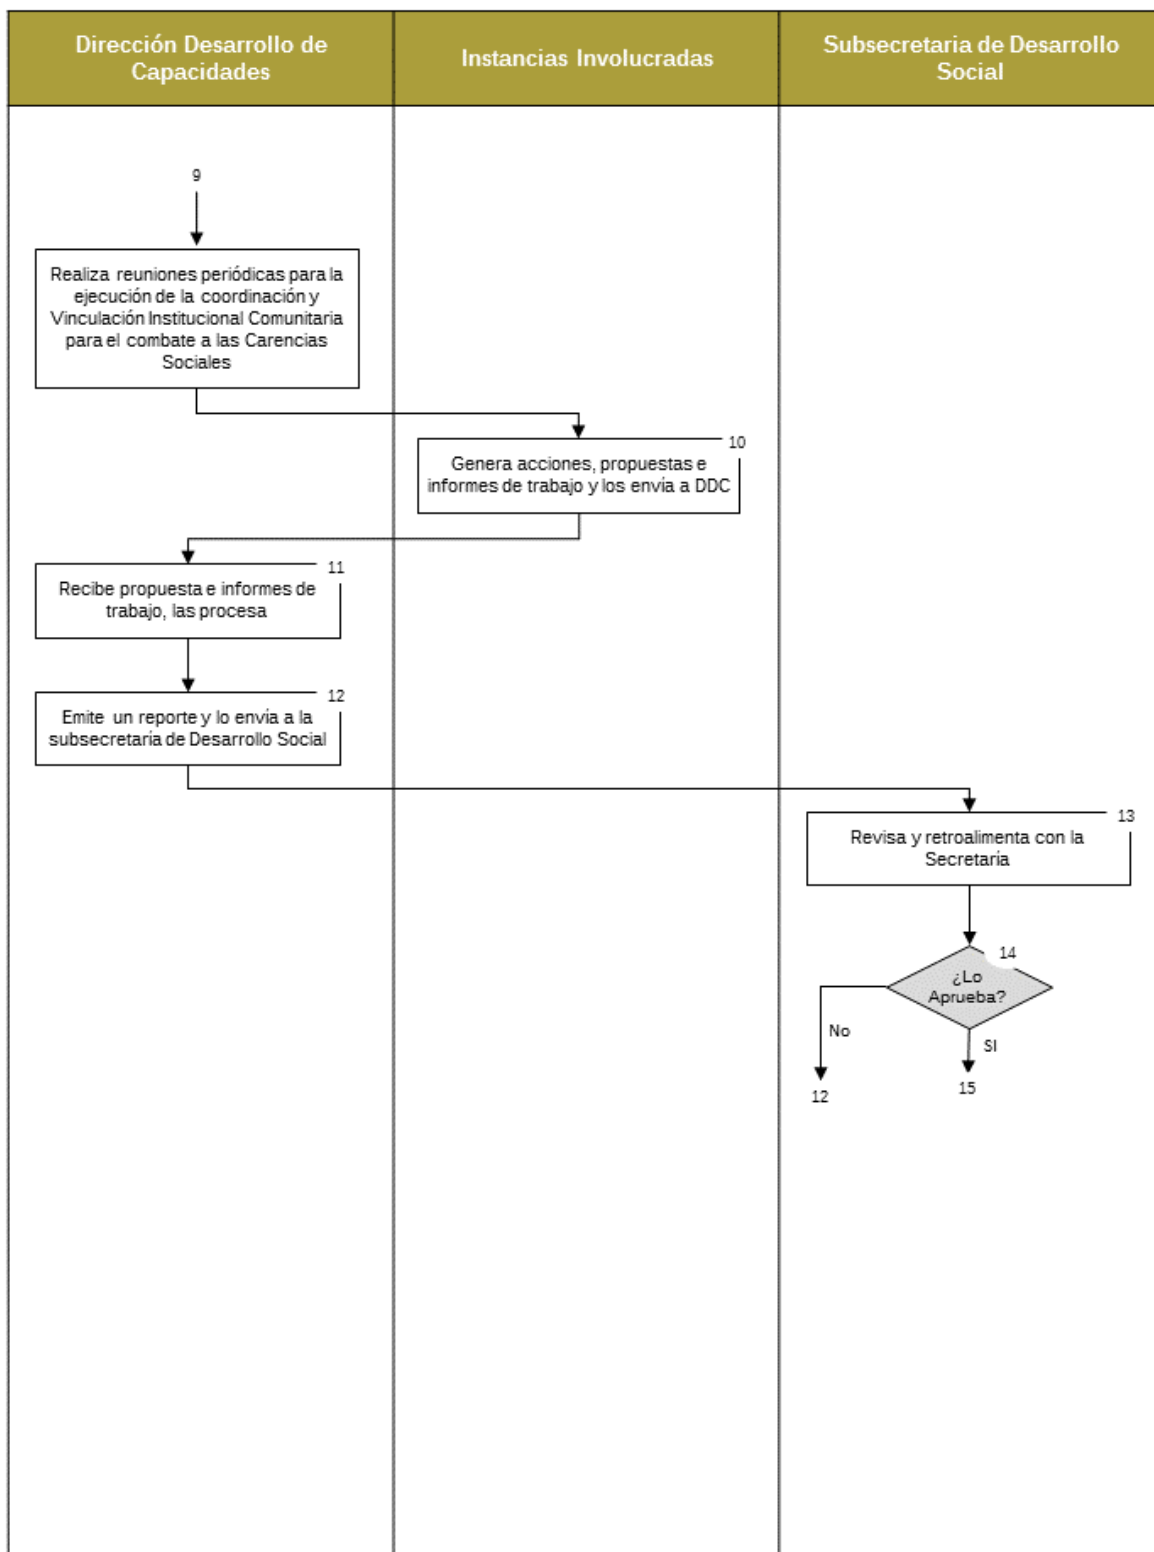 Dirección Desarrollo de
Capacidades
Instancias Involucradas
Subsecretaria de Desarrollo
Social
9
Realiza reuniones periódicas para la
ejecución de la coordinación y
Vinculación Institucional Comunitaria
para el combate a las Carencias
Sociales
10
Genera acciones, propuestas e
informes de trabajo y los envía a DDC
11
Recibe propuesta e informes de
trabajo, las procesa
12
Emite un reporte y lo envía a la
subsecretaría de Desarrollo Social
13
Revisa y retroalimenta con la
Secretaría
14
¿Lo
Aprueba?
No
SI
12
15